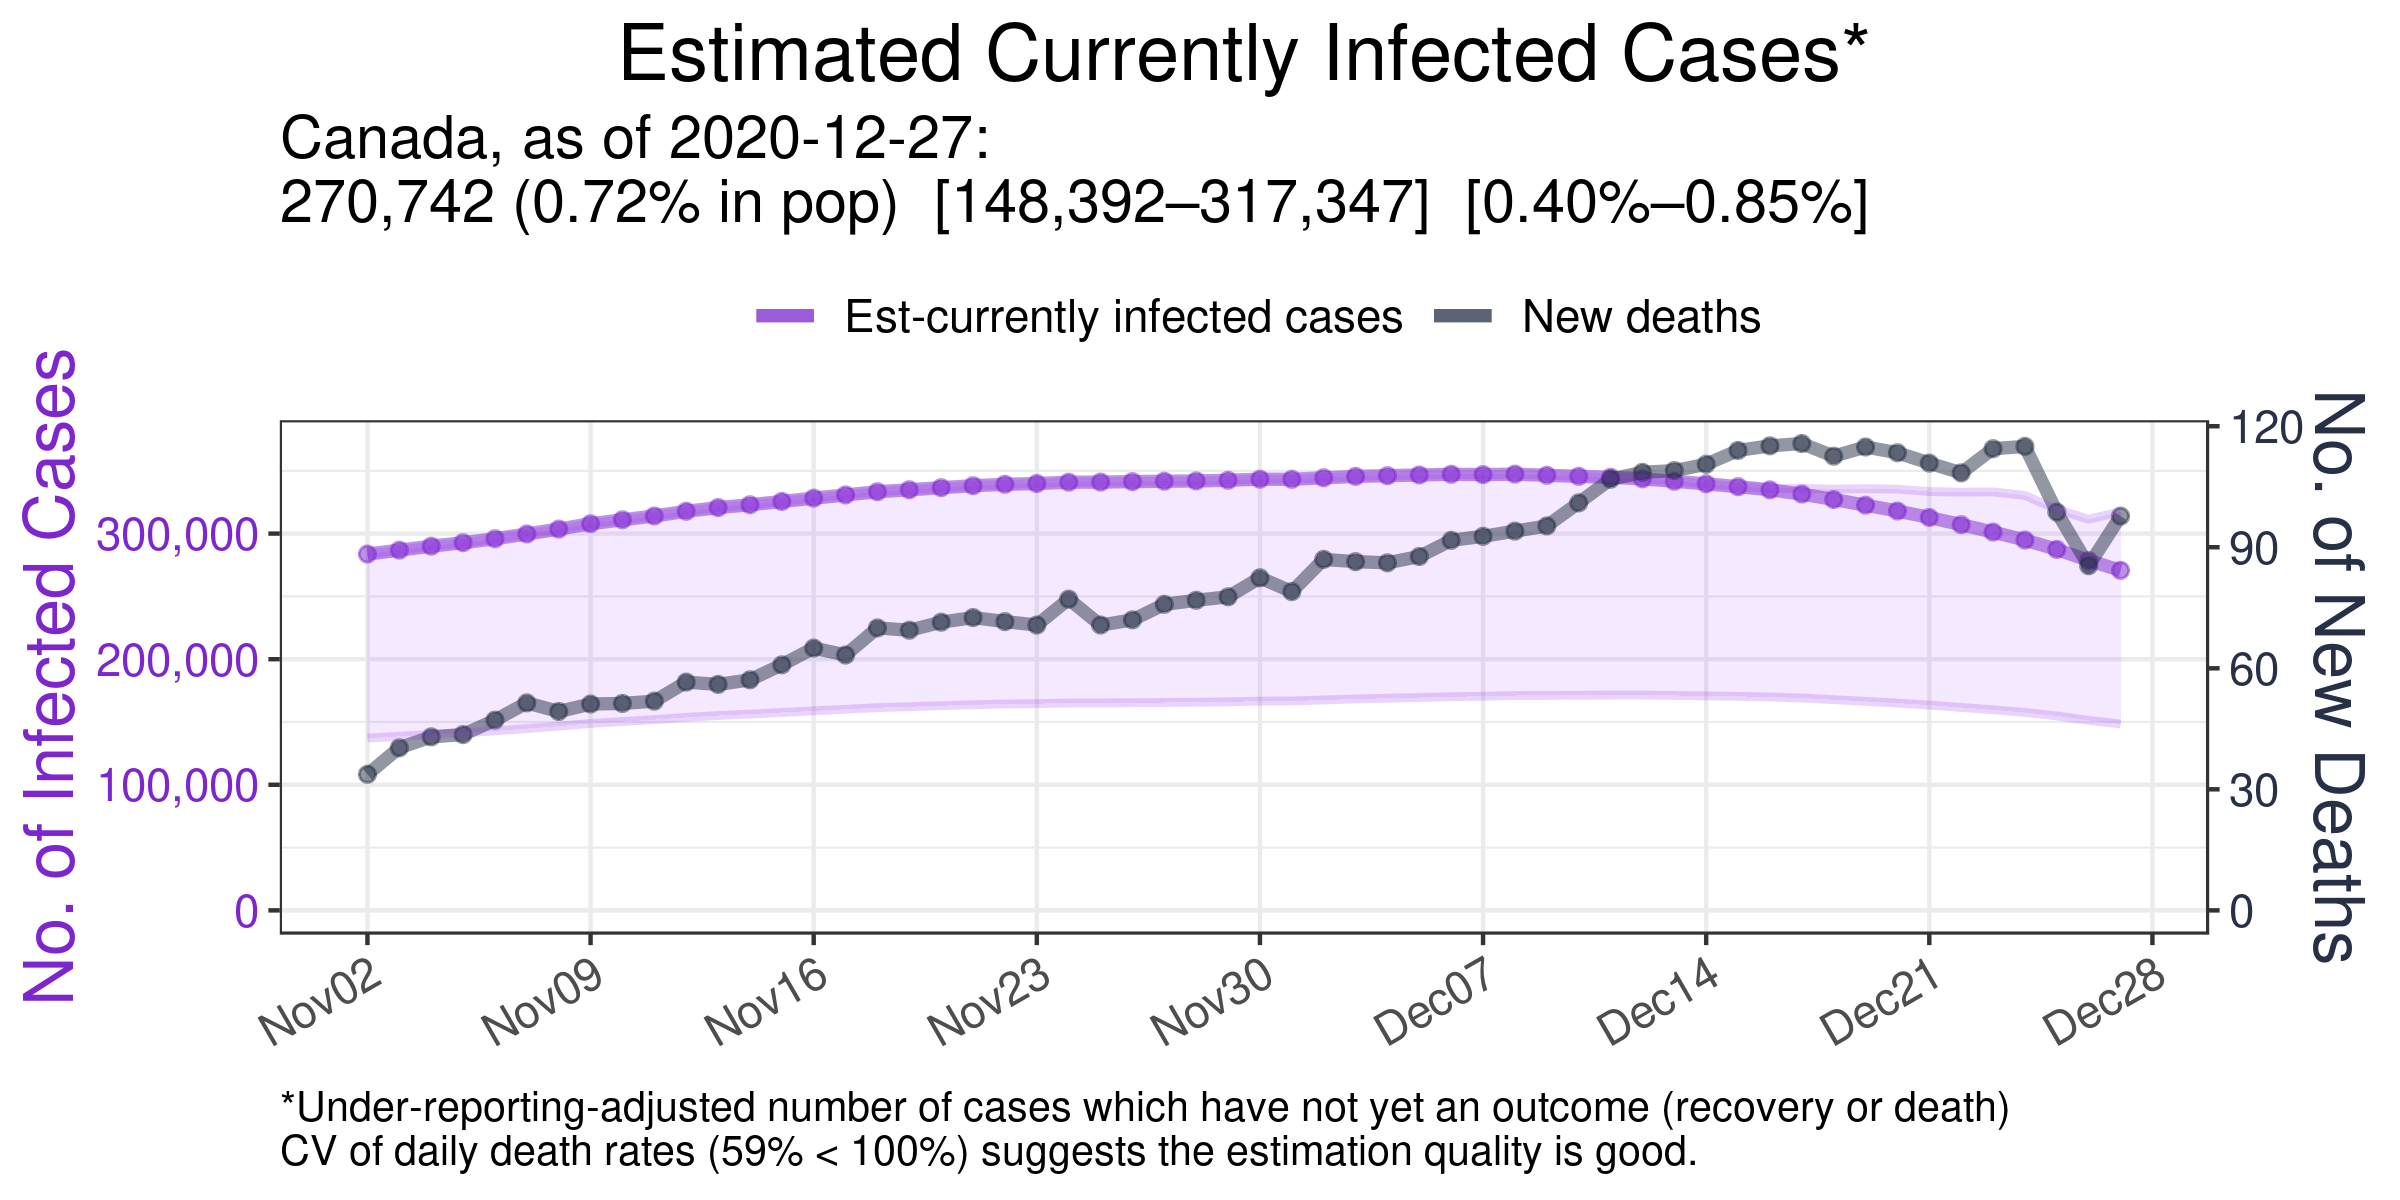 Estimated Currently Infected Cases*
Canada, as of 2020-12-27:
270,742 (0.72% in pop)  [148,392–317,347]  [0.40%–0.85%]
Est-currently infected cases
New deaths
No. of Infected Cases
300,000
200,000
100,000
0
120
90
60
30
0
No. of New Deaths
Nov02
Nov09
Nov16
Nov23
Nov30
Dec07
Dec14
Dec21
Dec28
*Under-reporting-adjusted number of cases which have not yet an outcome (recovery or death)
CV of daily death rates (59% < 100%) suggests the estimation quality is good.